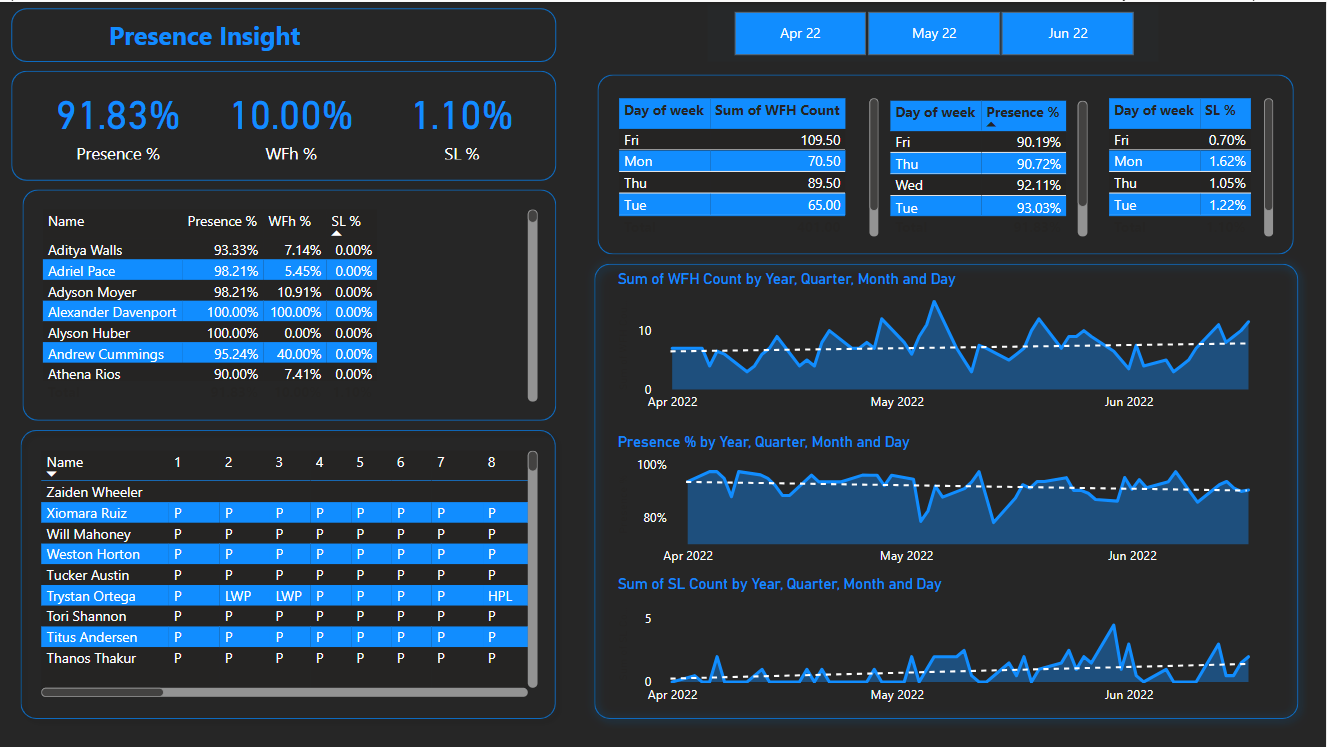 Presence Insight
Apr 22 May 22 Jun 22
91.83% 10.00% 1.10%
Presence % WFh % SL %
Name Presence % WFh % SL %
Aditya Walls 93.33% 7.14% 0.00%
Adriel Pace 98.21% 5.45% 0.00%
Adyson Moyer 98.21% 10.91% 0.00%
Alexander Davenport 100.00% 100.00% 0.00%
Alyson Huber 100.00% 0.00% 0.00%
Andrew Cummings 95.24% 40.00% 0.00%
Athena Rios 90.00% 7.41% 0.00%
Name 1 2 3 4 5 6 7 8
Zaiden Wheeler
Xiomara Ruiz P P P P P P P P
Will Mahoney P P P P P P P P
Weston Horton P P P P P P P P
Tucker Austin P P P P P P P P
Trystan Ortega P LWP LWP P P P P HPL
Tori Shannon P P P P P P P P
Titus Andersen P P P P P P P P
Thanos Thakur P P P P P P P P
Day of week Sum of WFH Count
Fri 109.50
Mon 70.50
Thu 89.50
Tue 65.00
Day of week Presence %
Fri 90.19%
Thu 90.72%
Wed 92.11%
Tue 93.03%
Day of week SL %
Fri 0.70%
Mon 1.62%
Thu 1.05%
Tue 1.22%
Sum of WFH Count by Year, Quarter, Month and Day
10
0
Apr 2022 May 2022 Jun 2022
Presence % by Year, Quarter, Month and Day
100%
80%
Apr 2022 May 2022 Jun 2022
Sum of SL Count by Year, Quarter, Month and Day
5
0
Apr 2022 May 2022 Jun 2022